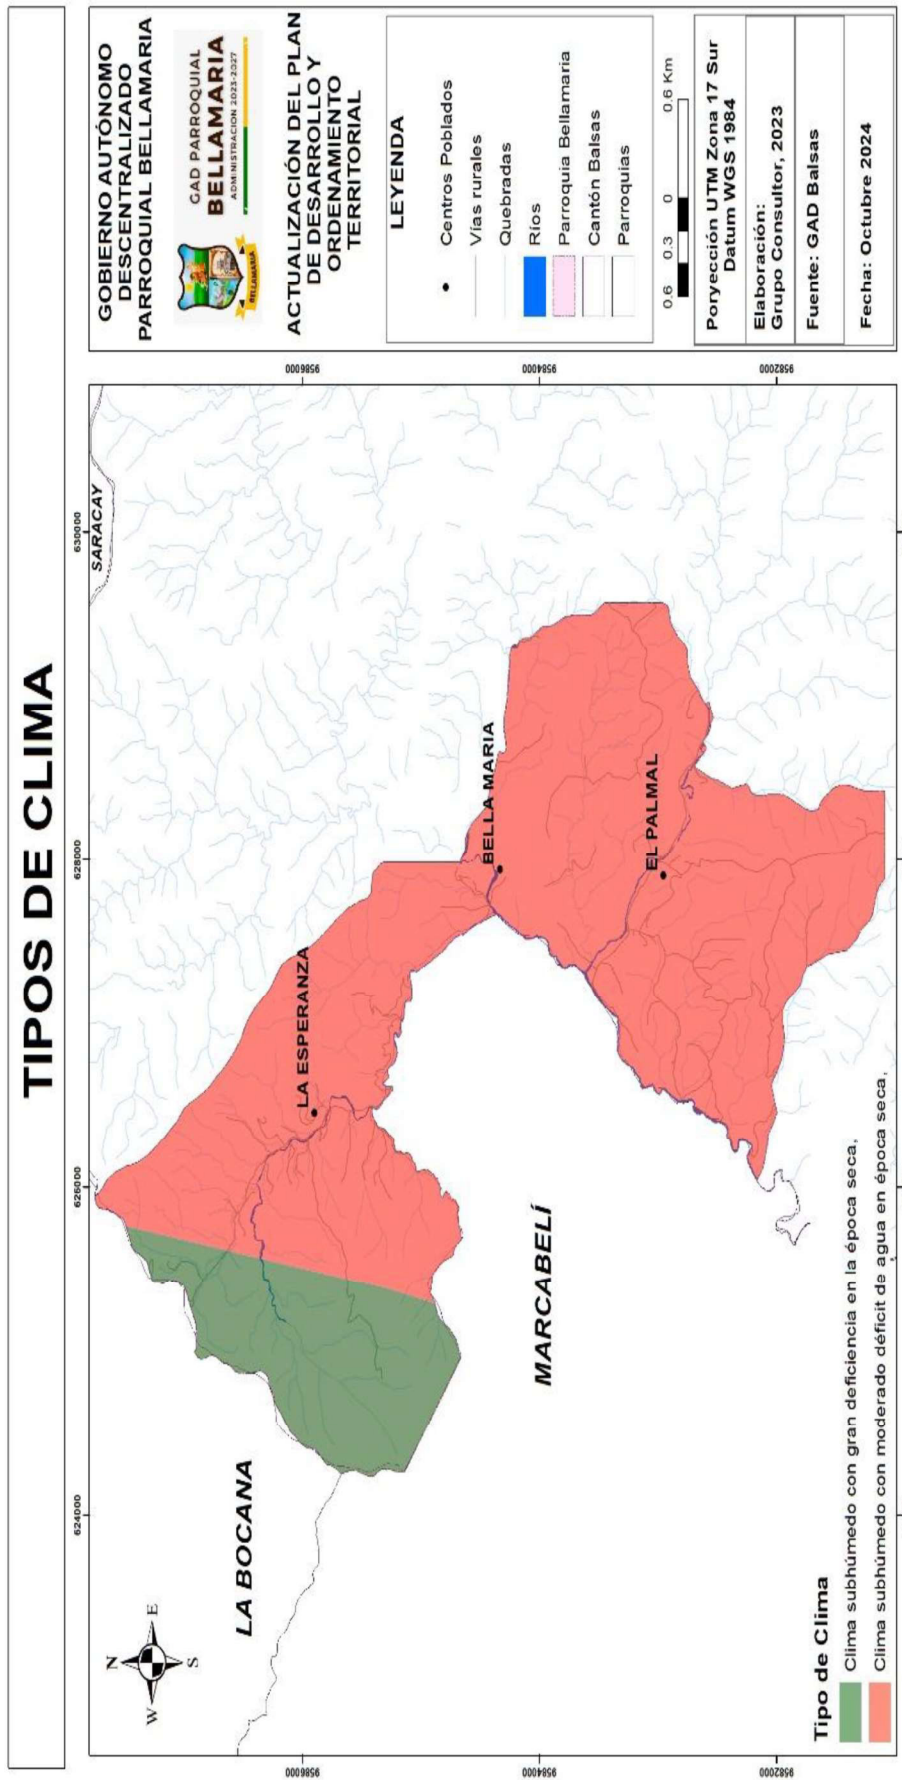 TIPOS DE CLIMA
GOBIERNO AUTÓNOMO
DESCENTRALIZADO
PARROQUIAL BELLAMARIA
GAD PARROQUIAL
BELLAMARIA
ADMINISTRACION 2023-2027
BELLAMARIA
ACTUALIZACIÓN DEL PLAN
DE DESARROLLO Y
ORDENAMIENTO
TERRITORIAL
LEYENDA
Centros Poblados
Vías rurales
Quebradas
Ríos
Parroquia Bellamaria
Cantón Balsas
Parroquias
0.6 0.3 0 0.6 Km
Poryección UTM Zona 17 Sur
Datum WGS 1984
Elaboración:
Grupo Consultor, 2023
Fuente: GAD Balsas
Fecha: Octubre 2024
624000 626000 628000 630000
9586000
9584000
9582000
9586000
9584000
9582000
N
W E
S
SARACAY
LA BOCANA
LA ESPERANZA
BELLA MARIA
EL PALMAL
MARCABELÍ
Tipo de Clima
Clima subhúmedo con gran deficiencia en la época seca,
Clima subhúmedo con moderado déficit de agua en época seca,